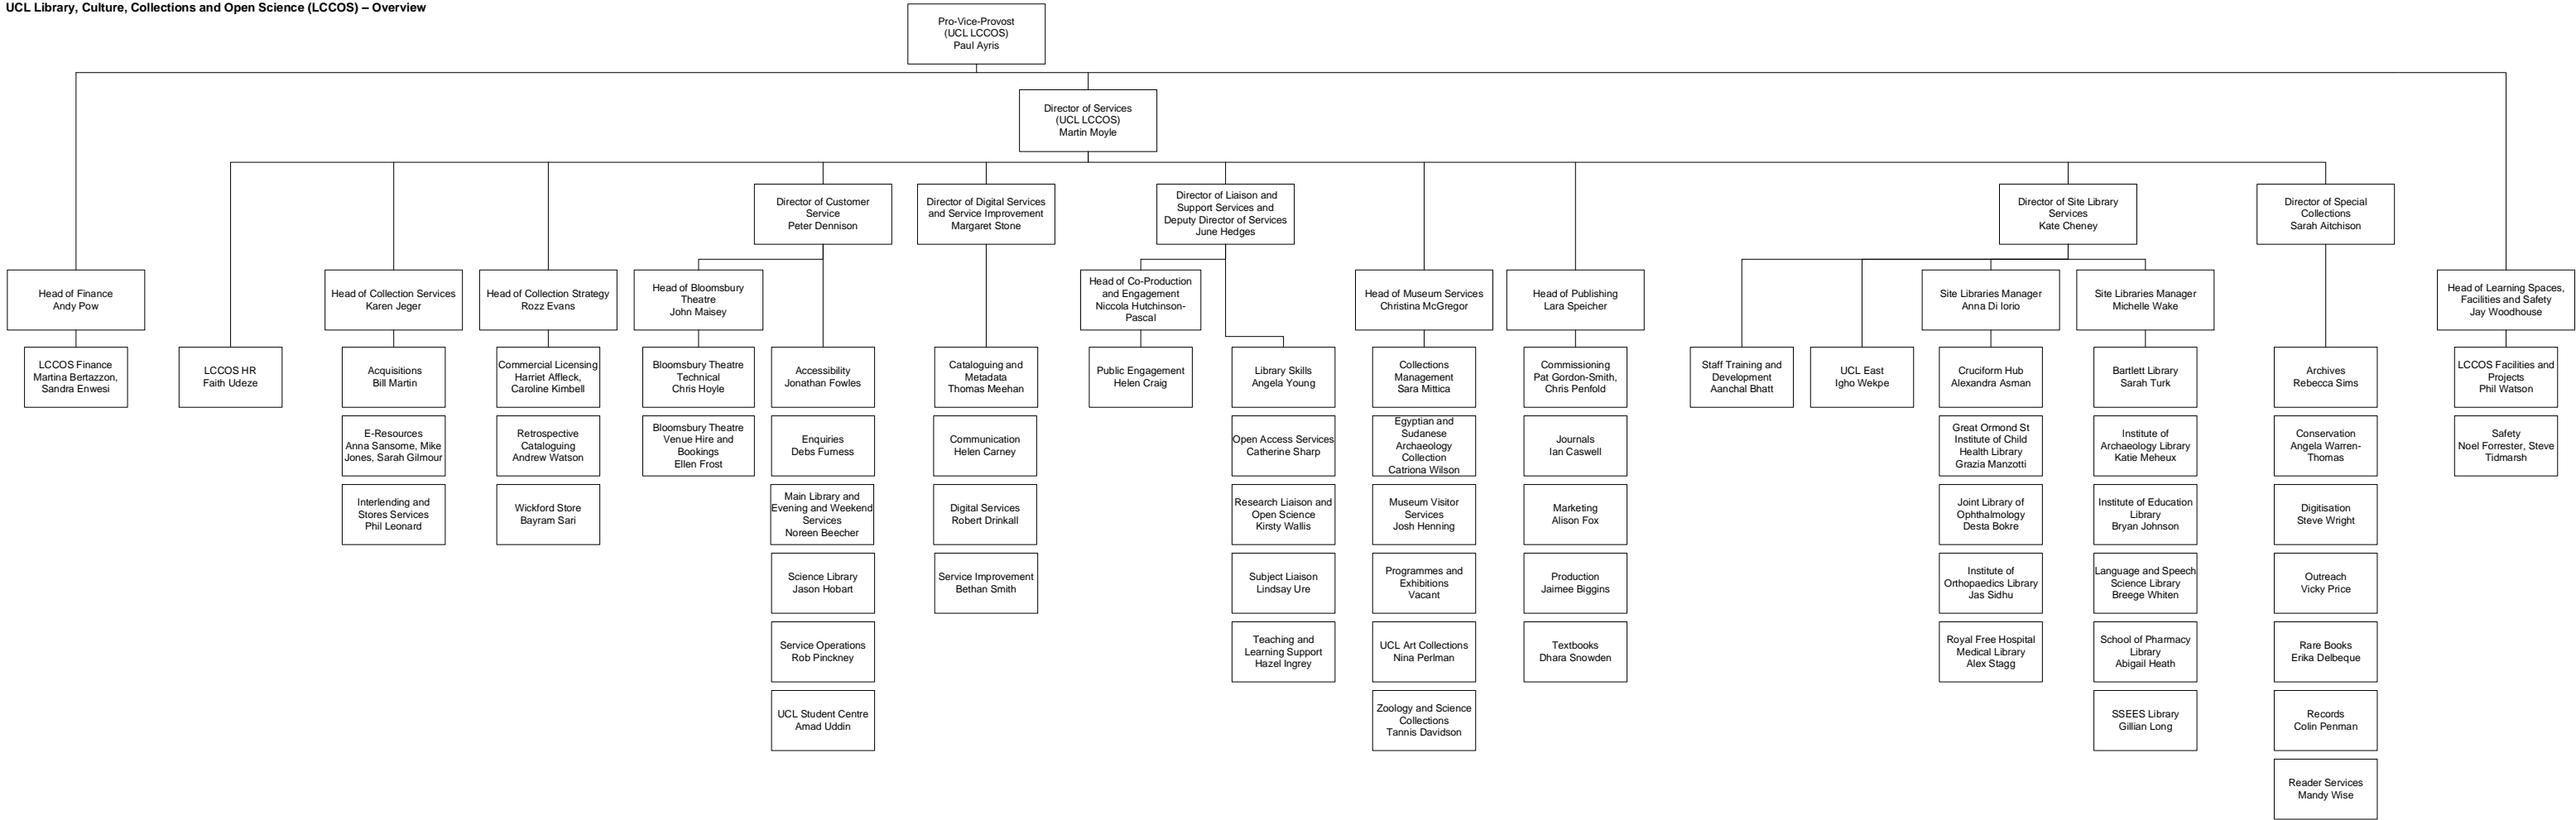 UCL Library, Culture, Collections and Open Science (LCCOS) – Overview
Pro-Vice-Provost
(UCL LCCOS)
Paul Ayris
Director of Services
(UCL LCCOS)
Martin Moyle
Director of Customer
Service
Peter Dennison
Director of Digital Services
and Service Improvement
Margaret Stone
Director of Liaison and
Support Services and
Deputy Director of Services
June Hedges
Director of Site Library
Services
Kate Cheney
Director of Special
Collections
Sarah Aitchison
Head of Finance
Andy Pow
Head of Collection Services
Karen Jeger
Head of Collection Strategy
Rozz Evans
Head of Bloomsbury
Theatre
John Maisey
Head of Co-Production
and Engagement
Niccola Hutchinson-
Pascal
Head of Museum Services
Christina McGregor
Head of Publishing
Lara Speicher
Site Libraries Manager
Anna Di Iorio
Site Libraries Manager
Michelle Wake
Head of Learning Spaces,
Facilities and Safety
Jay Woodhouse
LCCOS Finance
Martina Bertazzon,
Sandra Enwesi
LCCOS HR
Faith Udeze
Acquisitions
Bill Martin
Commercial Licensing
Harriet Affleck,
Caroline Kimbell
Bloomsbury Theatre
Technical
Chris Hoyle
Accessibility
Jonathan Fowles
Cataloguing and
Metadata
Thomas Meehan
Public Engagement
Helen Craig
Library Skills
Angela Young
Collections
Management
Sara Mittica
Commissioning
Pat Gordon-Smith,
Chris Penfold
Staff Training and
Development
Aanchal Bhatt
UCL East
Igho Wekpe
Cruciform Hub
Alexandra Asman
Bartlett Library
Sarah Turk
Archives
Rebecca Sims
LCCOS Facilities and
Projects
Phil Watson
E-Resources
Anna Sansome, Mike
Jones, Sarah Gilmour
Retrospective
Cataloguing
Andrew Watson
Bloomsbury Theatre
Venue Hire and
Bookings
Ellen Frost
Enquiries
Debs Furness
Communication
Helen Carney
Open Access Services
Catherine Sharp
Egyptian and
Sudanese
Archaeology
Collection
Catriona Wilson
Journals
Ian Caswell
Great Ormond St
Institute of Child
Health Library
Grazia Manzotti
Institute of
Archaeology Library
Katie Meheux
Conservation
Angela Warren-
Thomas
Safety
Noel Forrester, Steve
Tidmarsh
Interlending and
Stores Services
Phil Leonard
Wickford Store
Bayram Sari
Main Library and
Evening and Weekend
Services
Noreen Beecher
Digital Services
Robert Drinkall
Research Liaison and
Open Science
Kirsty Wallis
Museum Visitor
Services
Josh Henning
Marketing
Alison Fox
Joint Library of
Ophthalmology
Desta Bokre
Institute of Education
Library
Bryan Johnson
Digitisation
Steve Wright
Science Library
Jason Hobart
Service Improvement
Bethan Smith
Subject Liaison
Lindsay Ure
Programmes and
Exhibitions
Vacant
Production
Jaimee Biggins
Institute of
Orthopaedics Library
Jas Sidhu
Language and Speech
Science Library
Breege Whiten
Outreach
Vicky Price
Service Operations
Rob Pinckney
Teaching and
Learning Support
Hazel Ingrey
UCL Art Collections
Nina Perlman
Textbooks
Dhara Snowden
Royal Free Hospital
Medical Library
Alex Stagg
School of Pharmacy
Library
Abigail Heath
Rare Books
Erika Delbeque
UCL Student Centre
Amad Uddin
Zoology and Science
Collections
Tannis Davidson
SSEES Library
Gillian Long
Records
Colin Penman
Reader Services
Mandy Wise